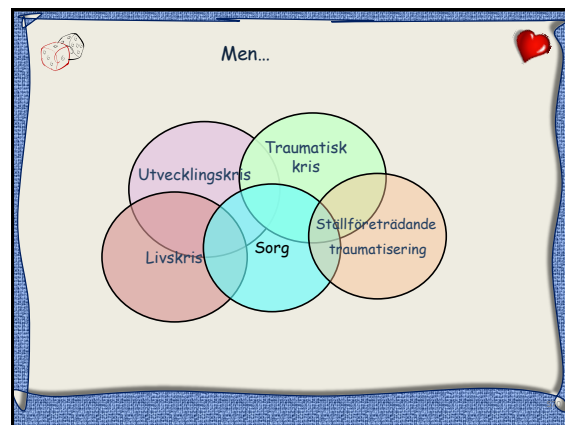 Men…
Traumatisk
kris
Utvecklingskris
Ställföreträdande
traumatisering
Sorg
Livskris